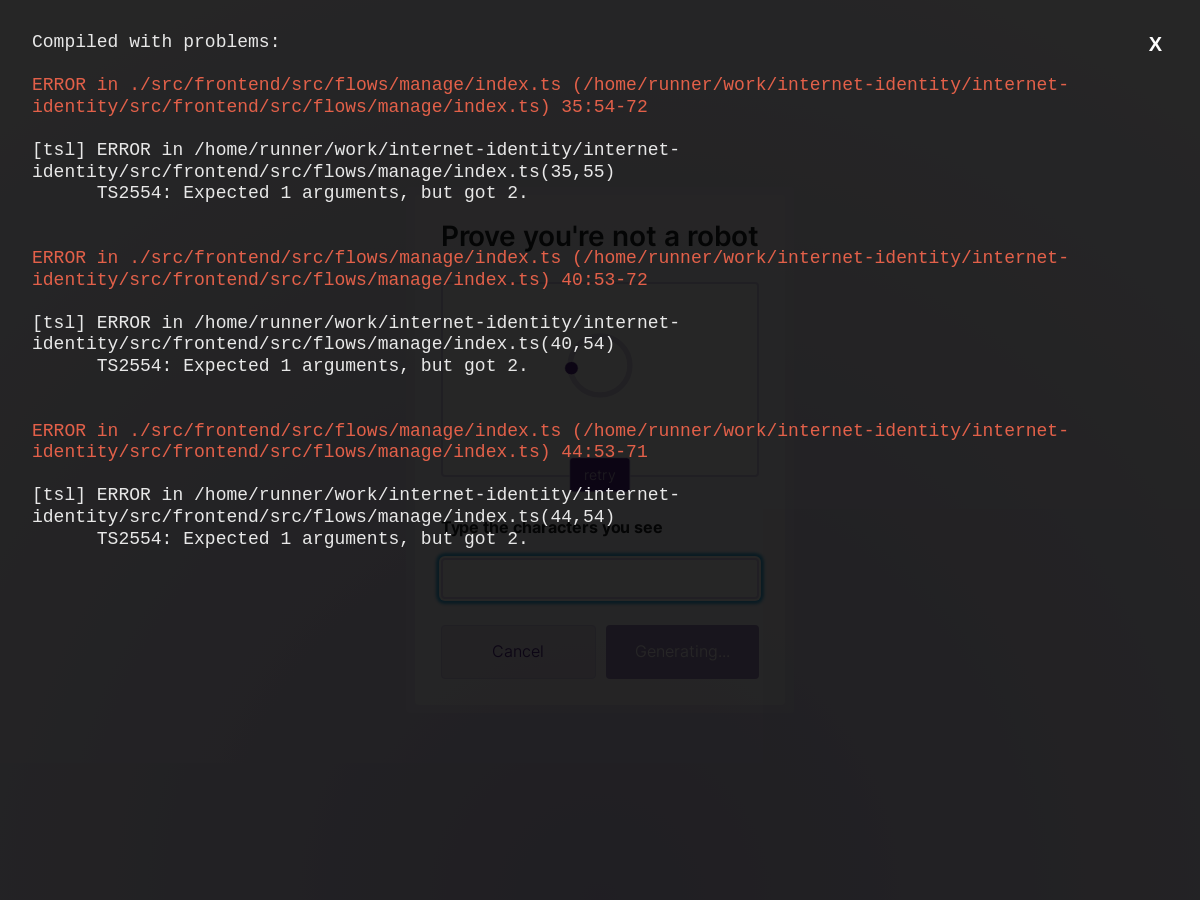 Compiled with problems:
X
ERROR in ./src/frontend/src/flows/manage/index.ts (/home/runner/work/internet-identity/internet-
identity/src/frontend/src/flows/manage/index.ts) 35:54-72
[tsl] ERROR in /home/runner/work/internet-identity/internet-
identity/src/frontend/src/flows/manage/index.ts(35,55)
TS2554: Expected 1 arguments, but got 2.
Prove you're not a robot
ERROR in ./src/frontend/src/flows/manage/index.ts (/home/runner/work/internet-identity/internet-
identity/src/frontend/src/flows/manage/index.ts) 40:53-72
[tsl] ERROR in /home/runner/work/internet-identity/internet-
identity/src/frontend/src/flows/manage/index.ts(40,54)
TS2554: Expected 1 arguments, but got 2.
ERROR in ./src/frontend/src/flows/manage/index.ts (/home/runner/work/internet-identity/internet-
identity/src/frontend/src/flows/manage/index.ts) 44:53-71
retry
[tsl] ERROR in /home/runner/work/internet-identity/internet-
identity/src/frontend/src/flows/manage/index.ts(44,54)
Type the characters you see
TS2554: Expected 1 arguments, but got 2.
Cancel
Generating...